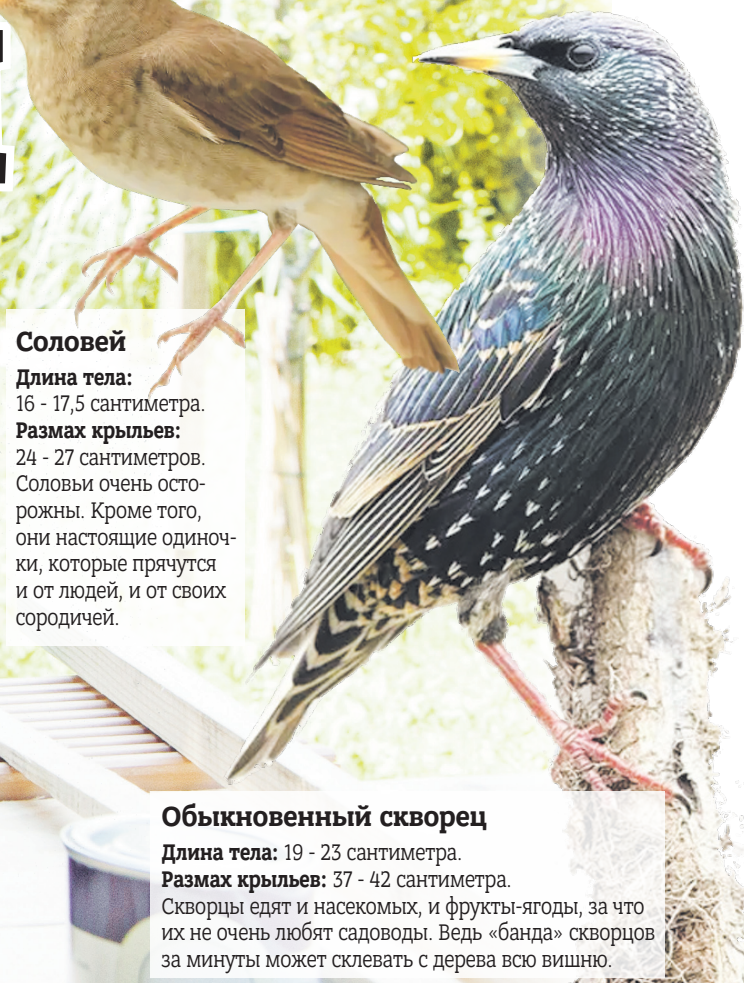 Соловей
Длина тела:
16 - 17,5 сантиметра.
Размах крыльев:
24 - 27 сантиметров.
Соловьи очень осто-
рожны. Кроме того,
они настоящие одиноч-
ки, которые прячутся
и от людей, и от своих
сородичей.
Обыкновенный скворец
Длина тела: 19 - 23 сантиметра.
Размах крыльев: 37 - 42 сантиметра.
Скворцы едят и насекомых, и фрукты-ягоды, за что
их не очень любят садоводы. Ведь «банда» скворцов
за минуты может склевать с дерева всю вишню.